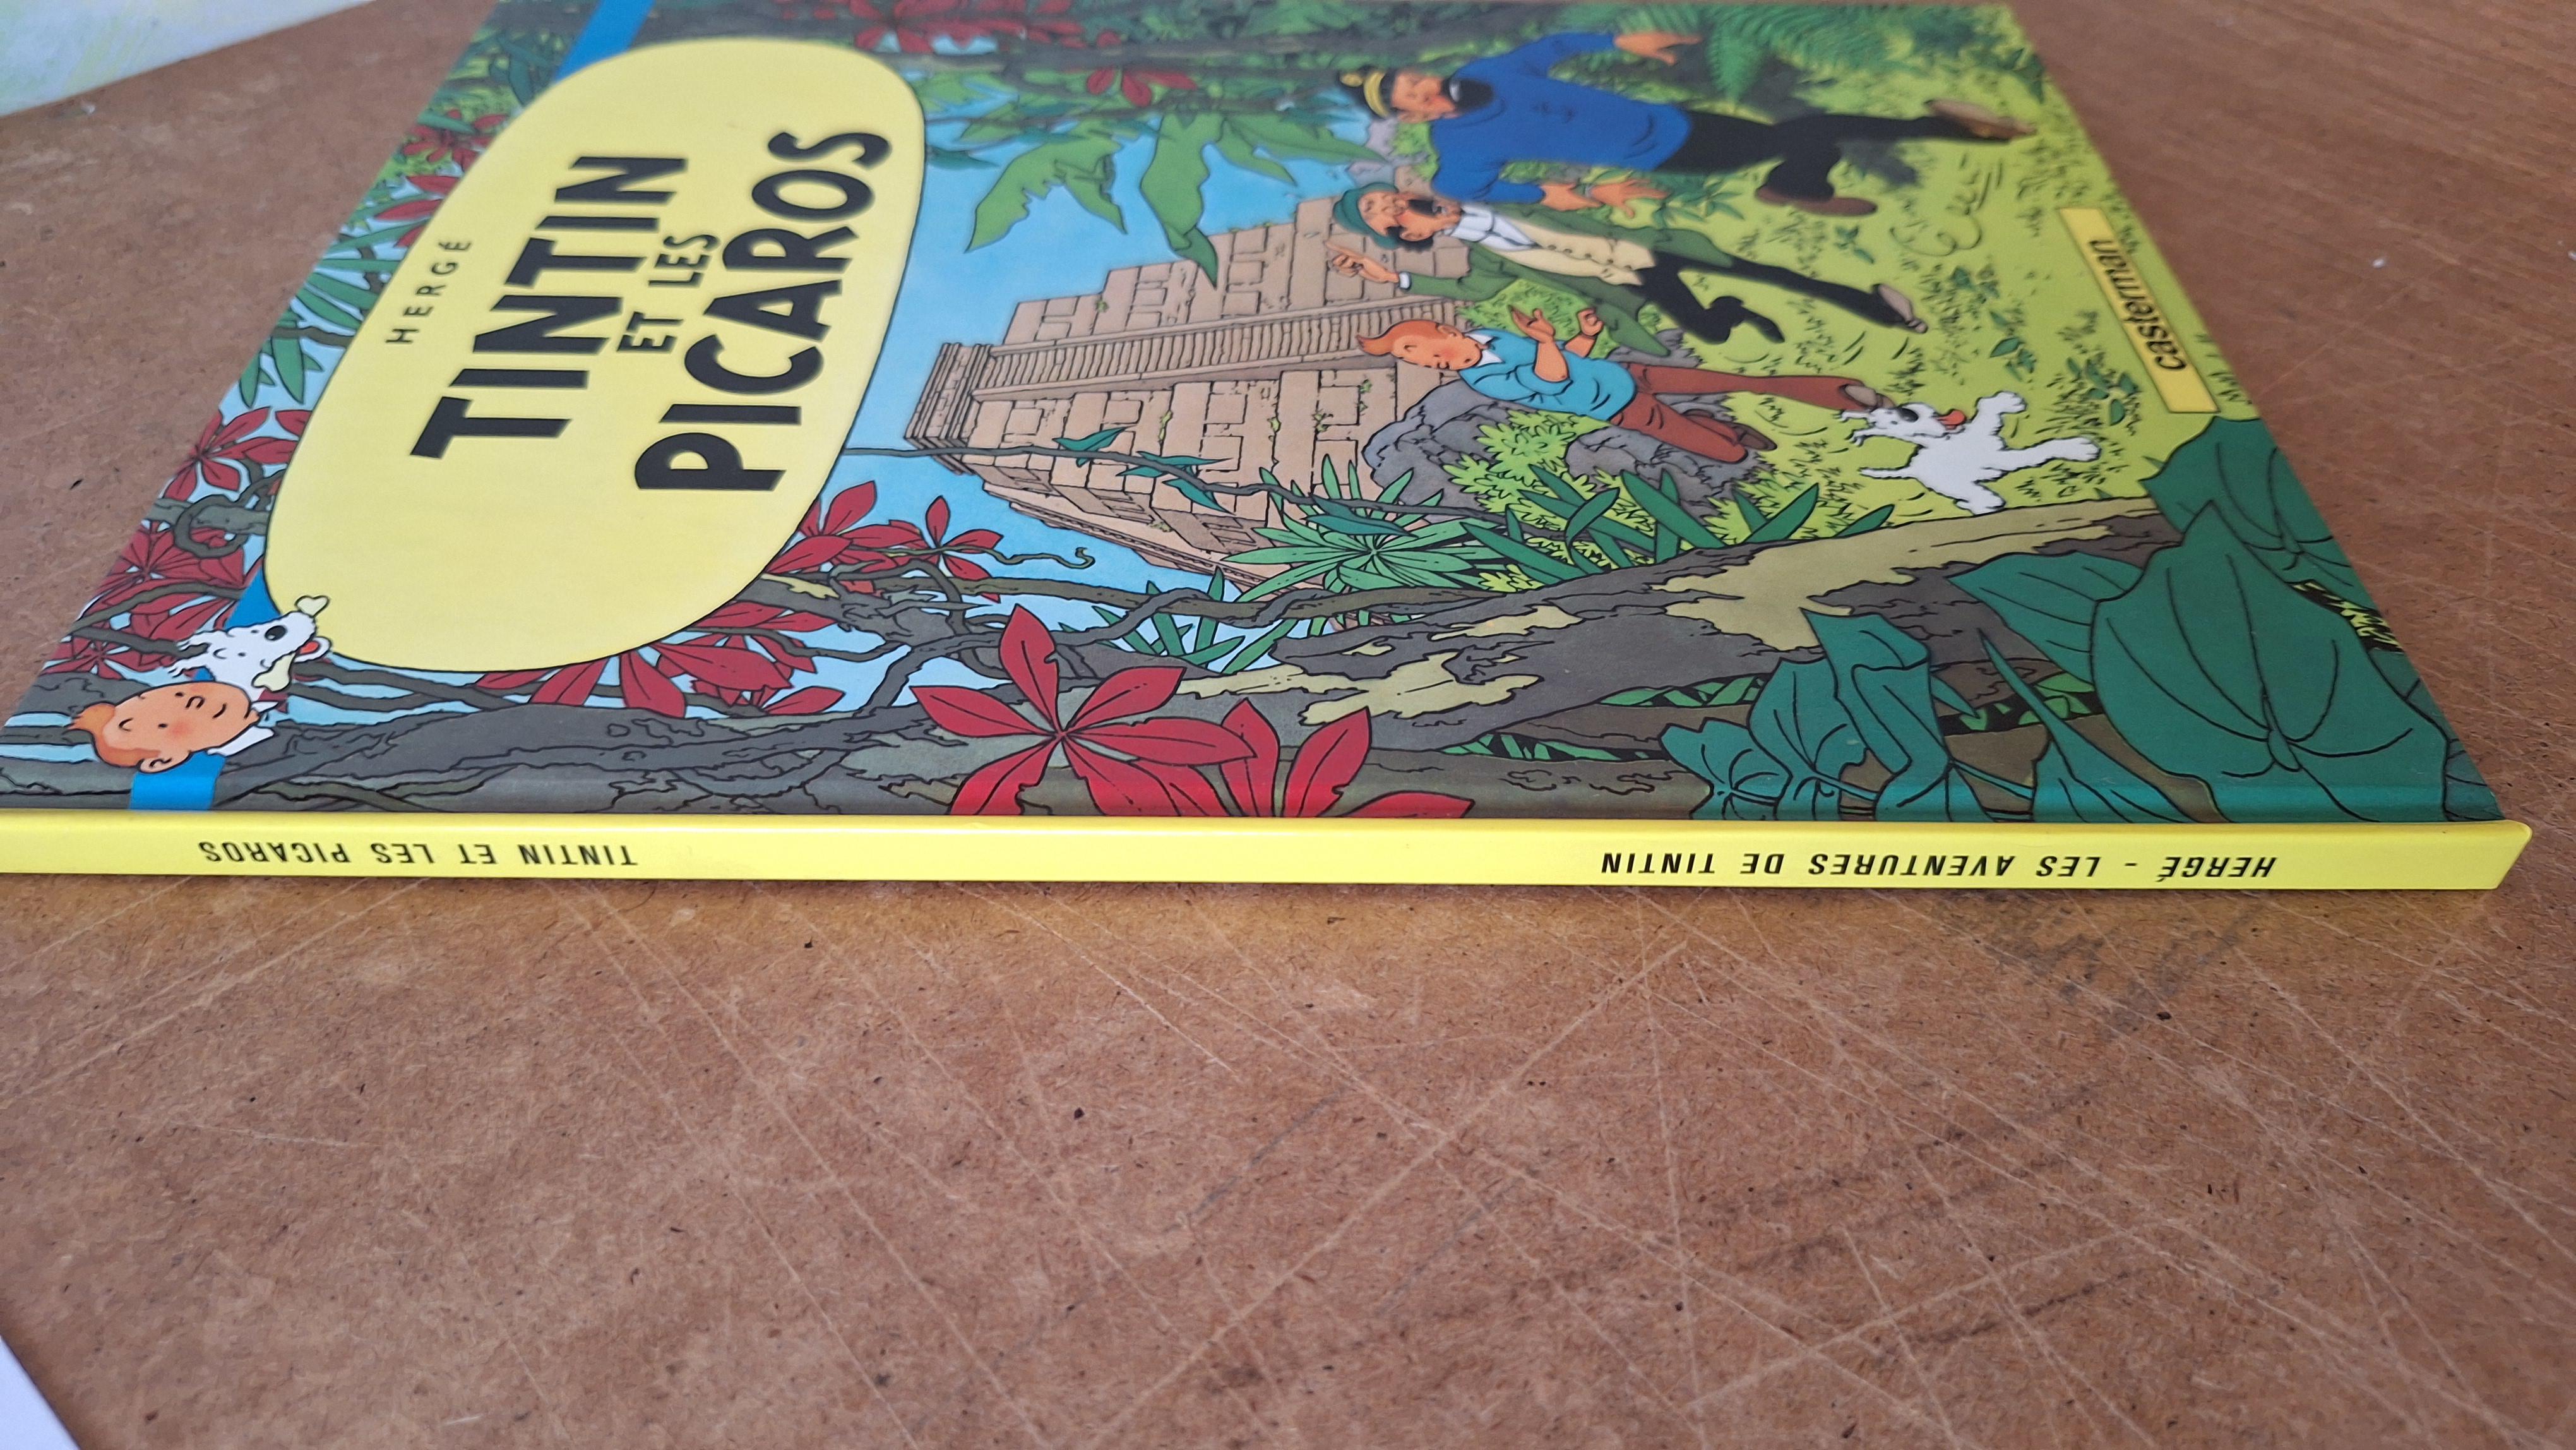 HERGÉ
TINTIN
ET LES
PICAROS
casterman
HERGÉ - LES AVENTURES DE TINTIN
TINTIN ET LES PICAROS